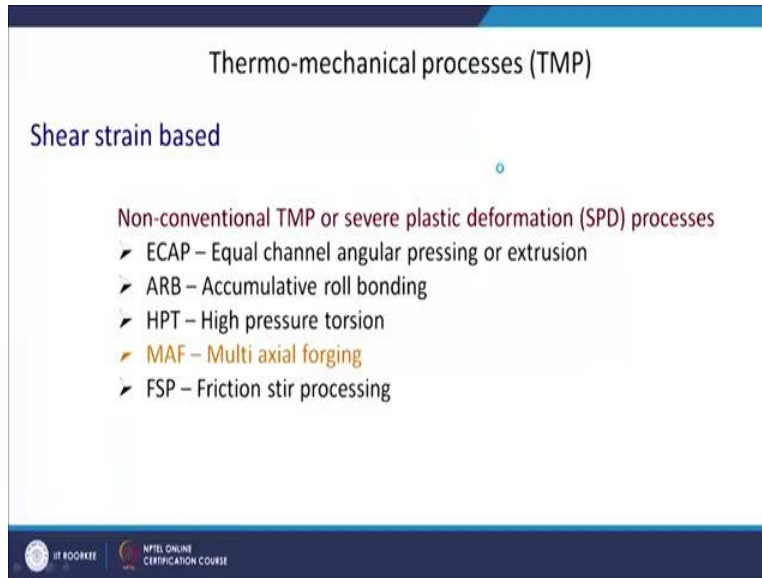 Thermo-mechanical processes (TMP)
Shear strain based
Non-conventional TMP or severe plastic deformation (SPD) processes
➤ ECAP – Equal channel angular pressing or extrusion
➤ ARB – Accumulative roll bonding
➤ HPT – High pressure torsion
➤ MAF – Multi axial forging
➤ FSP – Friction stir processing
IIT ROORKEE
NPTEL ONLINE
CERTIFICATION COURSE